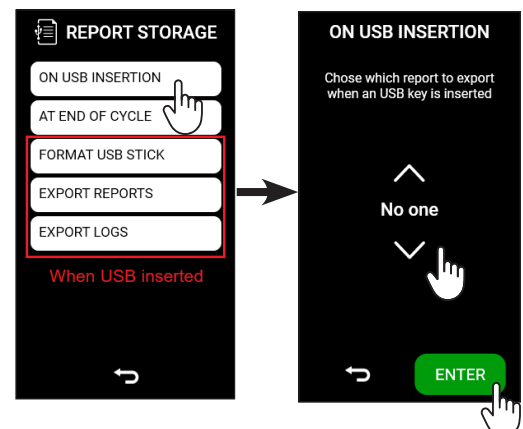 REPORT STORAGE
ON USB INSERTION
AT END OF CYCLE
FORMAT USB STICK
EXPORT REPORTS
EXPORT LOGS
When USB inserted
ON USB INSERTION
Chose which report to export
when an USB key is inserted
No one
ENTER